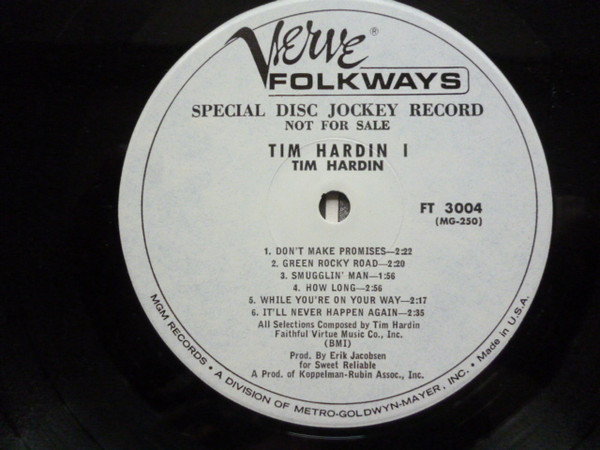 Verve®
FOLKWAYS
SPECIAL DISC JOCKEY RECORD
NOT FOR SALE
TIM HARDIN I
TIM HARDIN
FT 3004
(MG-250)
1. DON'T MAKE PROMISES—2:22
2. GREEN ROCKY ROAD—2:20
3. SMUGGLIN' MAN—1:56
4. HOW LONG—2:56
5. WHILE YOU'RE ON YOUR WAY—2:17
6. IT'LL NEVER HAPPEN AGAIN—2:35
All Selections Composed by Tim Hardin
Faithful Virtue Music Co., Inc.
(BMI)
Prod. By Erik Jacobsen
for Sweet Reliable
A Prod. of Koppelman-Rubin Assoc., Inc.
MGM RECORDS • A DIVISION OF METRO-GOLDWYN-MAYER, INC. • Made in U.S.A.